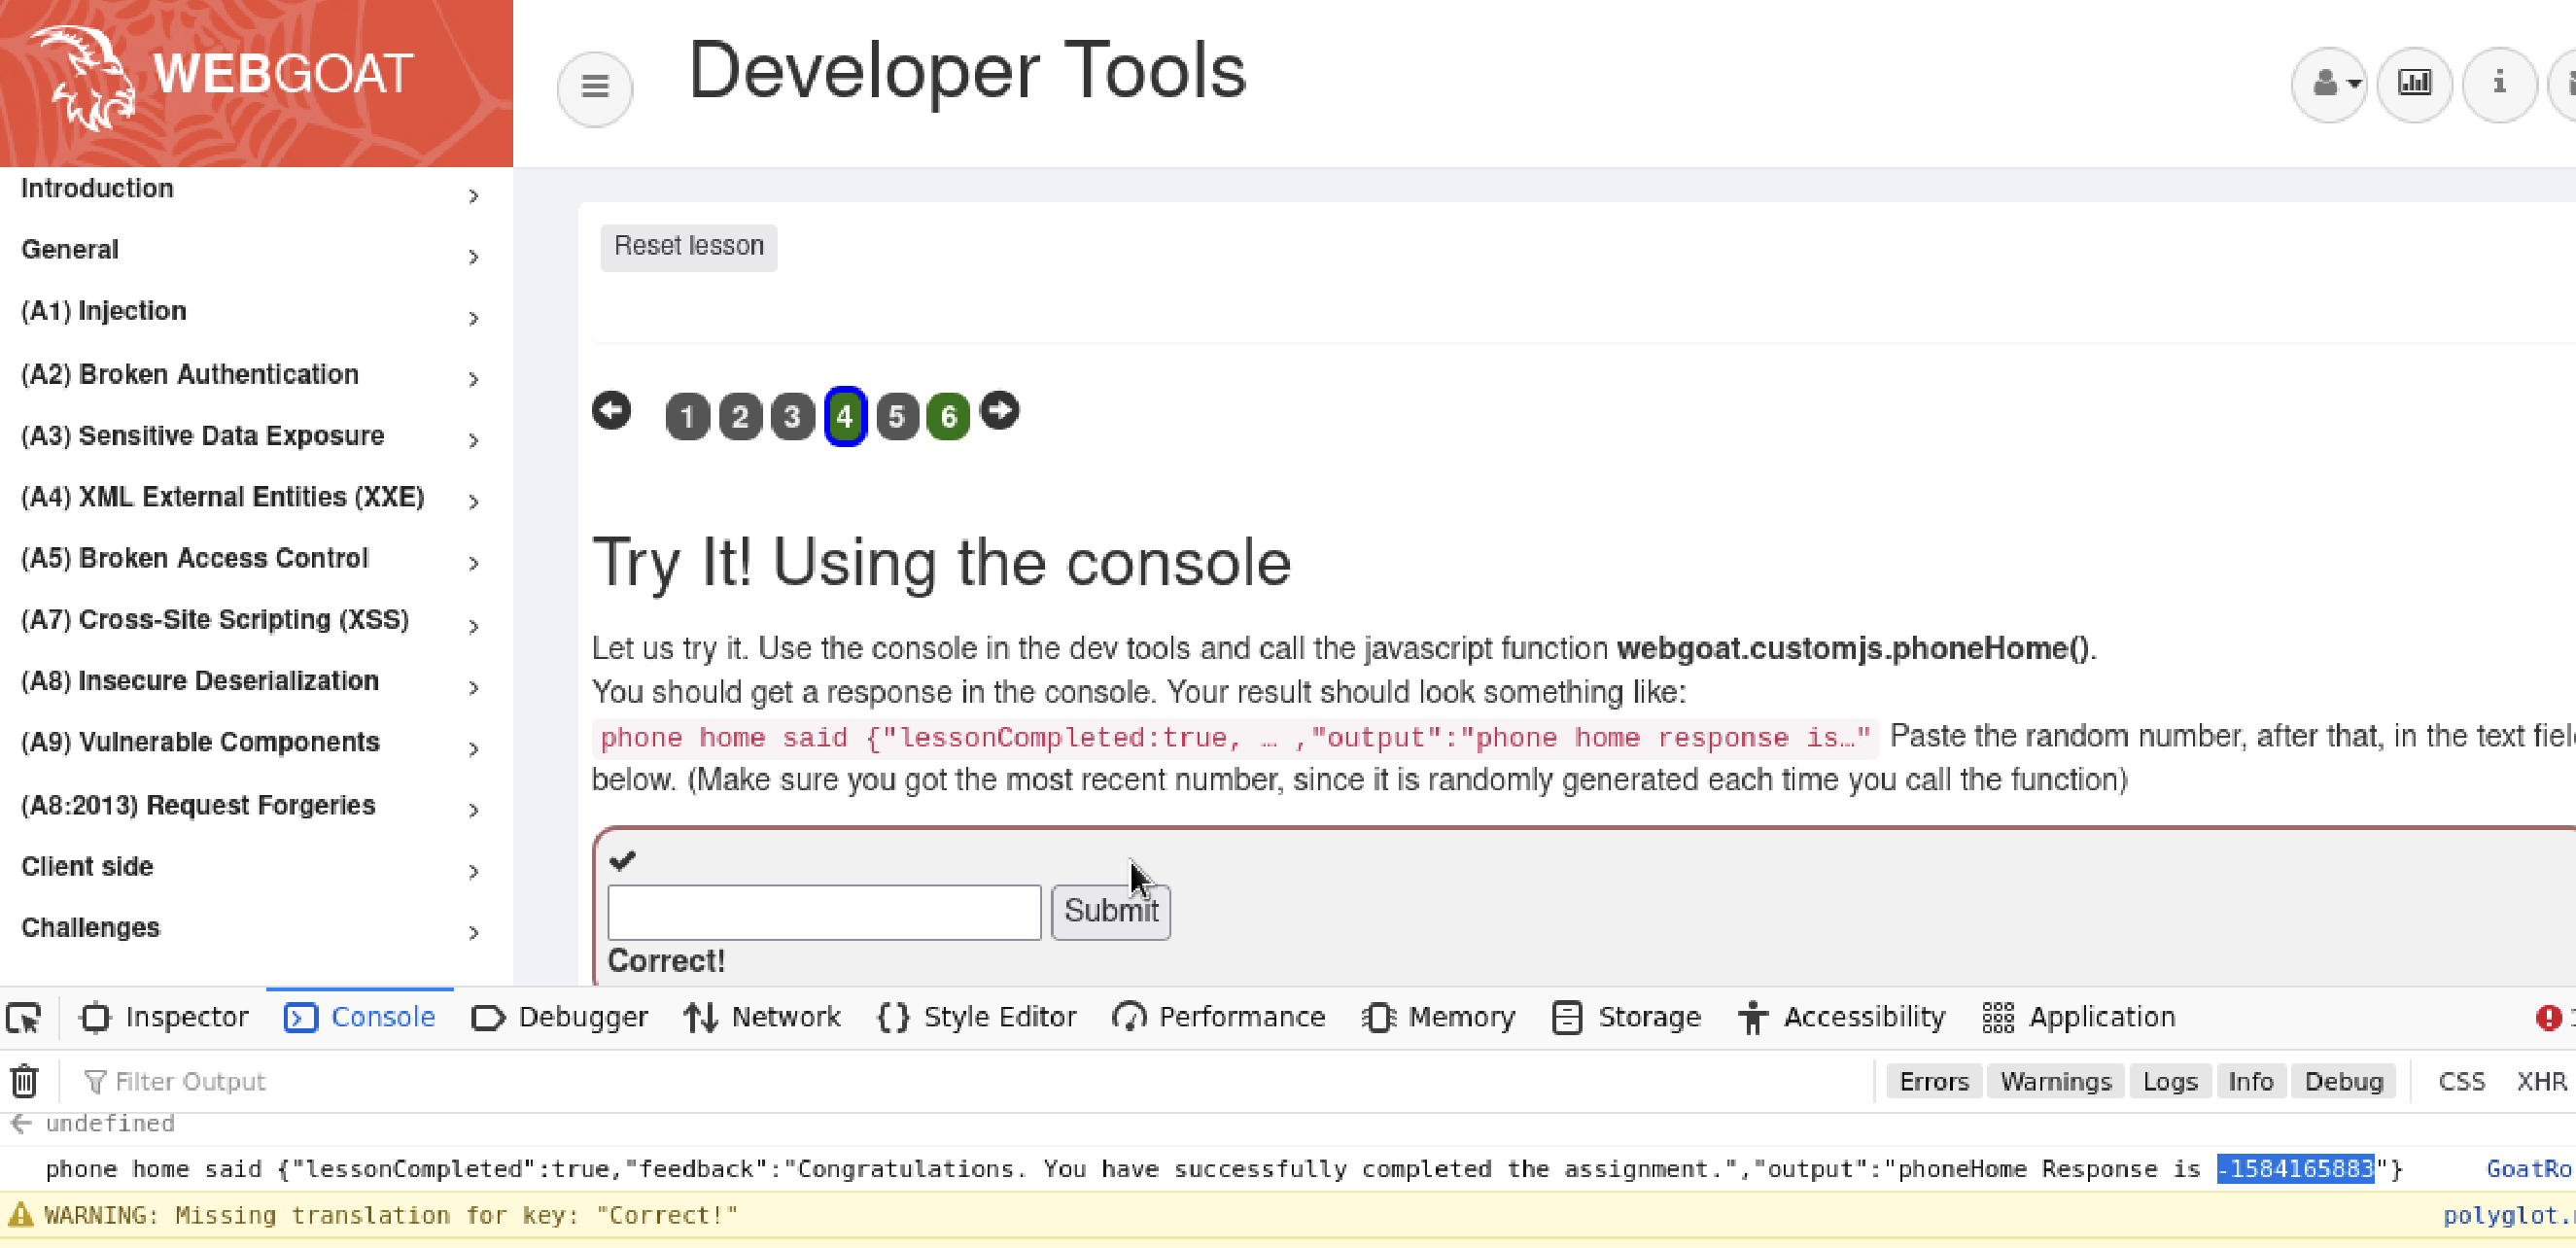 WEBGOAT
Developer Tools
Introduction
General
(A1) Injection
(A2) Broken Authentication
(A3) Sensitive Data Exposure
(A4) XML External Entities (XXE)
(A5) Broken Access Control
(A7) Cross-Site Scripting (XSS)
(A8) Insecure Deserialization
(A9) Vulnerable Components
(A8:2013) Request Forgeries
Client side
Challenges
Reset lesson
1 2 3 4 5 6
Try It! Using the console
Let us try it. Use the console in the dev tools and call the javascript function webgoat.customjs.phoneHome().
You should get a response in the console. Your result should look something like:
phone home said {"lessonCompleted:true, … ,"output":"phone home response is…" Paste the random number, after that, in the text
below. (Make sure you got the most recent number, since it is randomly generated each time you call the function)
Submit
Correct!
Inspector Console Debugger Network Style Editor Performance Memory Storage Accessibility Application
Filter Output Errors Warnings Logs Info Debug CSS XHR
undefined
phone home said {"lessonCompleted":true,"feedback":"Congratulations. You have successfully completed the assignment.","output":"phoneHome Response is -1584165883"} GoatRo
WARNING: Missing translation for key: "Correct!" polyglot.